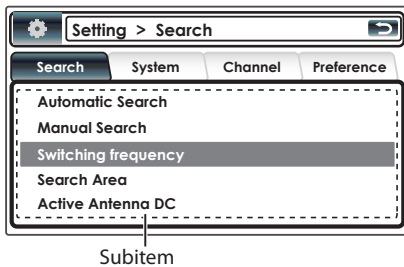 Setting > Search
Search System Channel Preference
Automatic Search
Manual Search
Switching frequency
Search Area
Active Antenna DC
Subitem